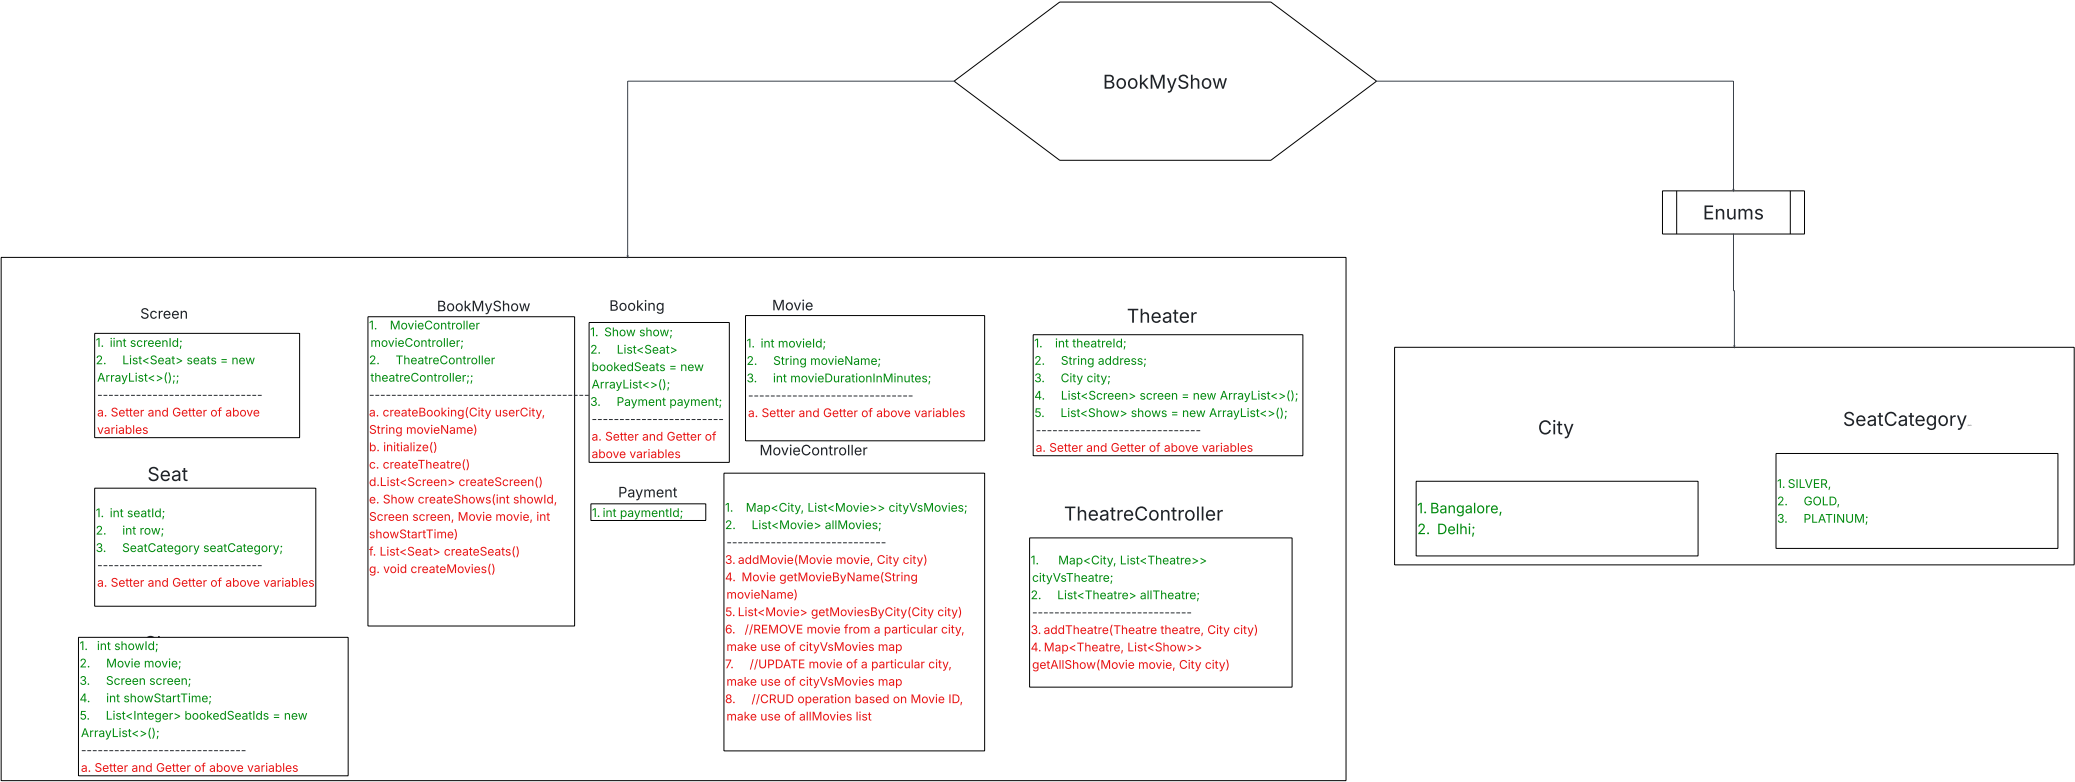 BookMyShow
Enums
Screen
1. iint screenId;
2. List<Seat> seats = new
ArrayList<>();;
------------------------------
a. Setter and Getter of above
variables
Seat
1. int seatId;
2. int row;
3. SeatCategory seatCategory;
------------------------------
a. Setter and Getter of above variables
1. int showId;
2. Movie movie;
3. Screen screen;
4. int showStartTime;
5. List<Integer> bookedSeatIds = new
ArrayList<>();
------------------------------
a. Setter and Getter of above variables
BookMyShow
1. MovieController
movieController;
2. TheatreController
theatreController;;
----------------------------------------
a. createBooking(City userCity,
String movieName)
b. initialize()
c. createTheatre()
d.List<Screen> createScreen()
e. Show createShows(int showId,
Screen screen, Movie movie, int
showStartTime)
f. List<Seat> createSeats()
g. void createMovies()
Booking
1. Show show;
2. List<Seat>
bookedSeats = new
ArrayList<>();
3. Payment payment;
------------------------
a. Setter and Getter of
above variables
Payment
1. int paymentId;
Movie
1. int movieId;
2. String movieName;
3. int movieDurationInMinutes;
------------------------------
a. Setter and Getter of above variables
MovieController
1. Map<City, List<Movie>> cityVsMovies;
2. List<Movie> allMovies;
-----------------------------
3. addMovie(Movie movie, City city)
4. Movie getMovieByName(String
movieName)
5. List<Movie> getMoviesByCity(City city)
6. //REMOVE movie from a particular city,
make use of cityVsMovies map
7. //UPDATE movie of a particular city,
make use of cityVsMovies map
8. //CRUD operation based on Movie ID,
make use of allMovies list
Theater
1. int theatreId;
2. String address;
3. City city;
4. List<Screen> screen = new ArrayList<>();
5. List<Show> shows = new ArrayList<>();
------------------------------
a. Setter and Getter of above variables
TheatreController
1. Map<City, List<Theatre>>
cityVsTheatre;
2. List<Theatre> allTheatre;
-----------------------------
3. addTheatre(Theatre theatre, City city)
4. Map<Theatre, List<Show>>
getAllShow(Movie movie, City city)
City
1. Bangalore,
2. Delhi;
SeatCategory
1. SILVER,
2. GOLD,
3. PLATINUM;